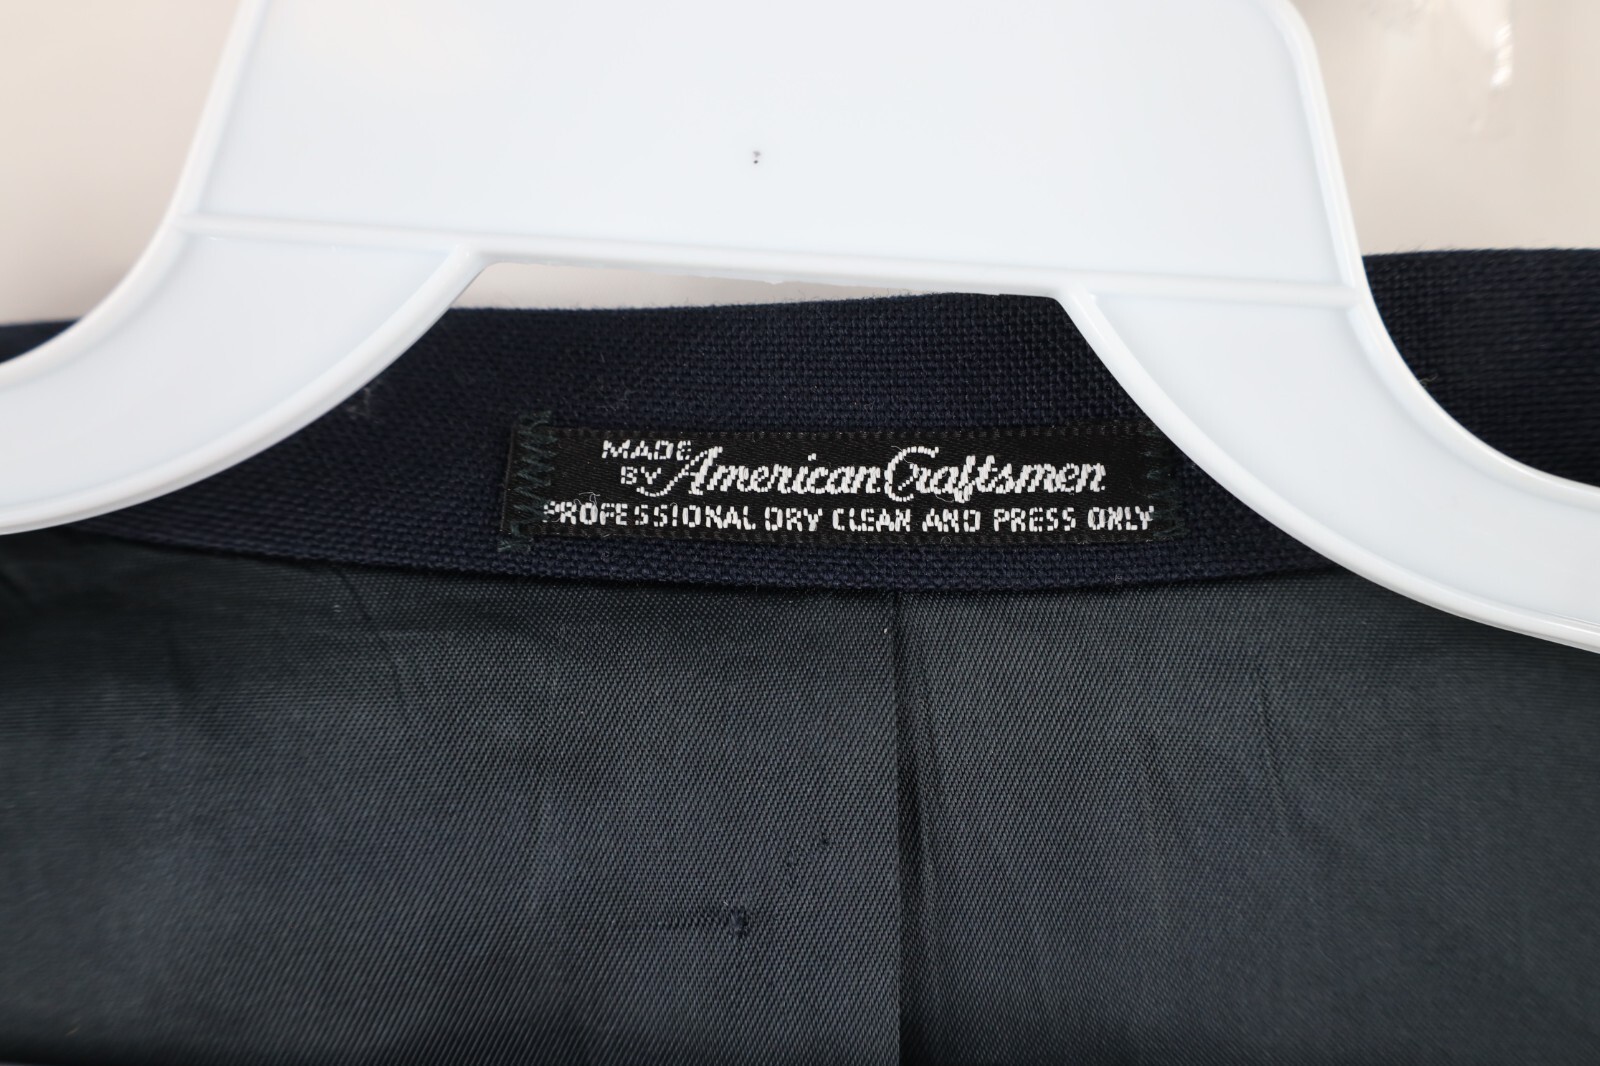 MADE
BY American Craftsmen
PROFESSIONAL DRY CLEAN AND PRESS ONLY